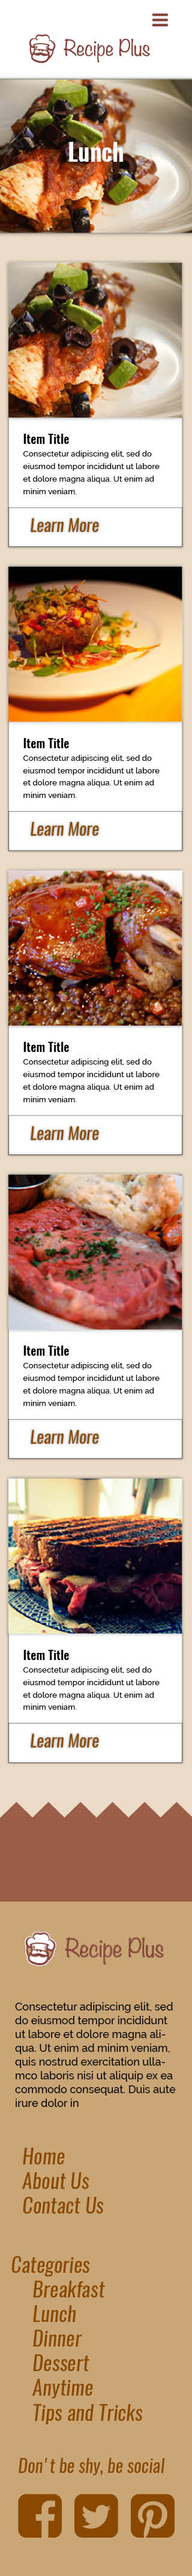 Recipe Plus
Lunch
Item Title
Consectetur adipiscing elit, sed do
eiusmod tempor incididunt ut labore
et dolore magna aliqua. Ut enim ad
minim veniam.
Learn More
Item Title
Consectetur adipiscing elit, sed do
eiusmod tempor incididunt ut labore
et dolore magna aliqua. Ut enim ad
minim veniam.
Learn More
Item Title
Consectetur adipiscing elit, sed do
eiusmod tempor incididunt ut labore
et dolore magna aliqua. Ut enim ad
minim veniam.
Learn More
Item Title
Consectetur adipiscing elit, sed do
eiusmod tempor incididunt ut labore
et dolore magna aliqua. Ut enim ad
minim veniam.
Learn More
Item Title
Consectetur adipiscing elit, sed do
eiusmod tempor incididunt ut labore
et dolore magna aliqua. Ut enim ad
minim veniam.
Learn More
Recipe Plus
Consectetur adipiscing elit, sed
do eiusmod tempor incididunt
ut labore et dolore magna ali-
qua. Ut enim ad minim veniam,
quis nostrud exercitation ulla-
mco laboris nisi ut aliquip ex ea
commodo consequat. Duis aute
irure dolor in
Home
About Us
Contact Us
Categories
Breakfast
Lunch
Dinner
Dessert
Anytime
Tips and Tricks
Don't be shy, be social